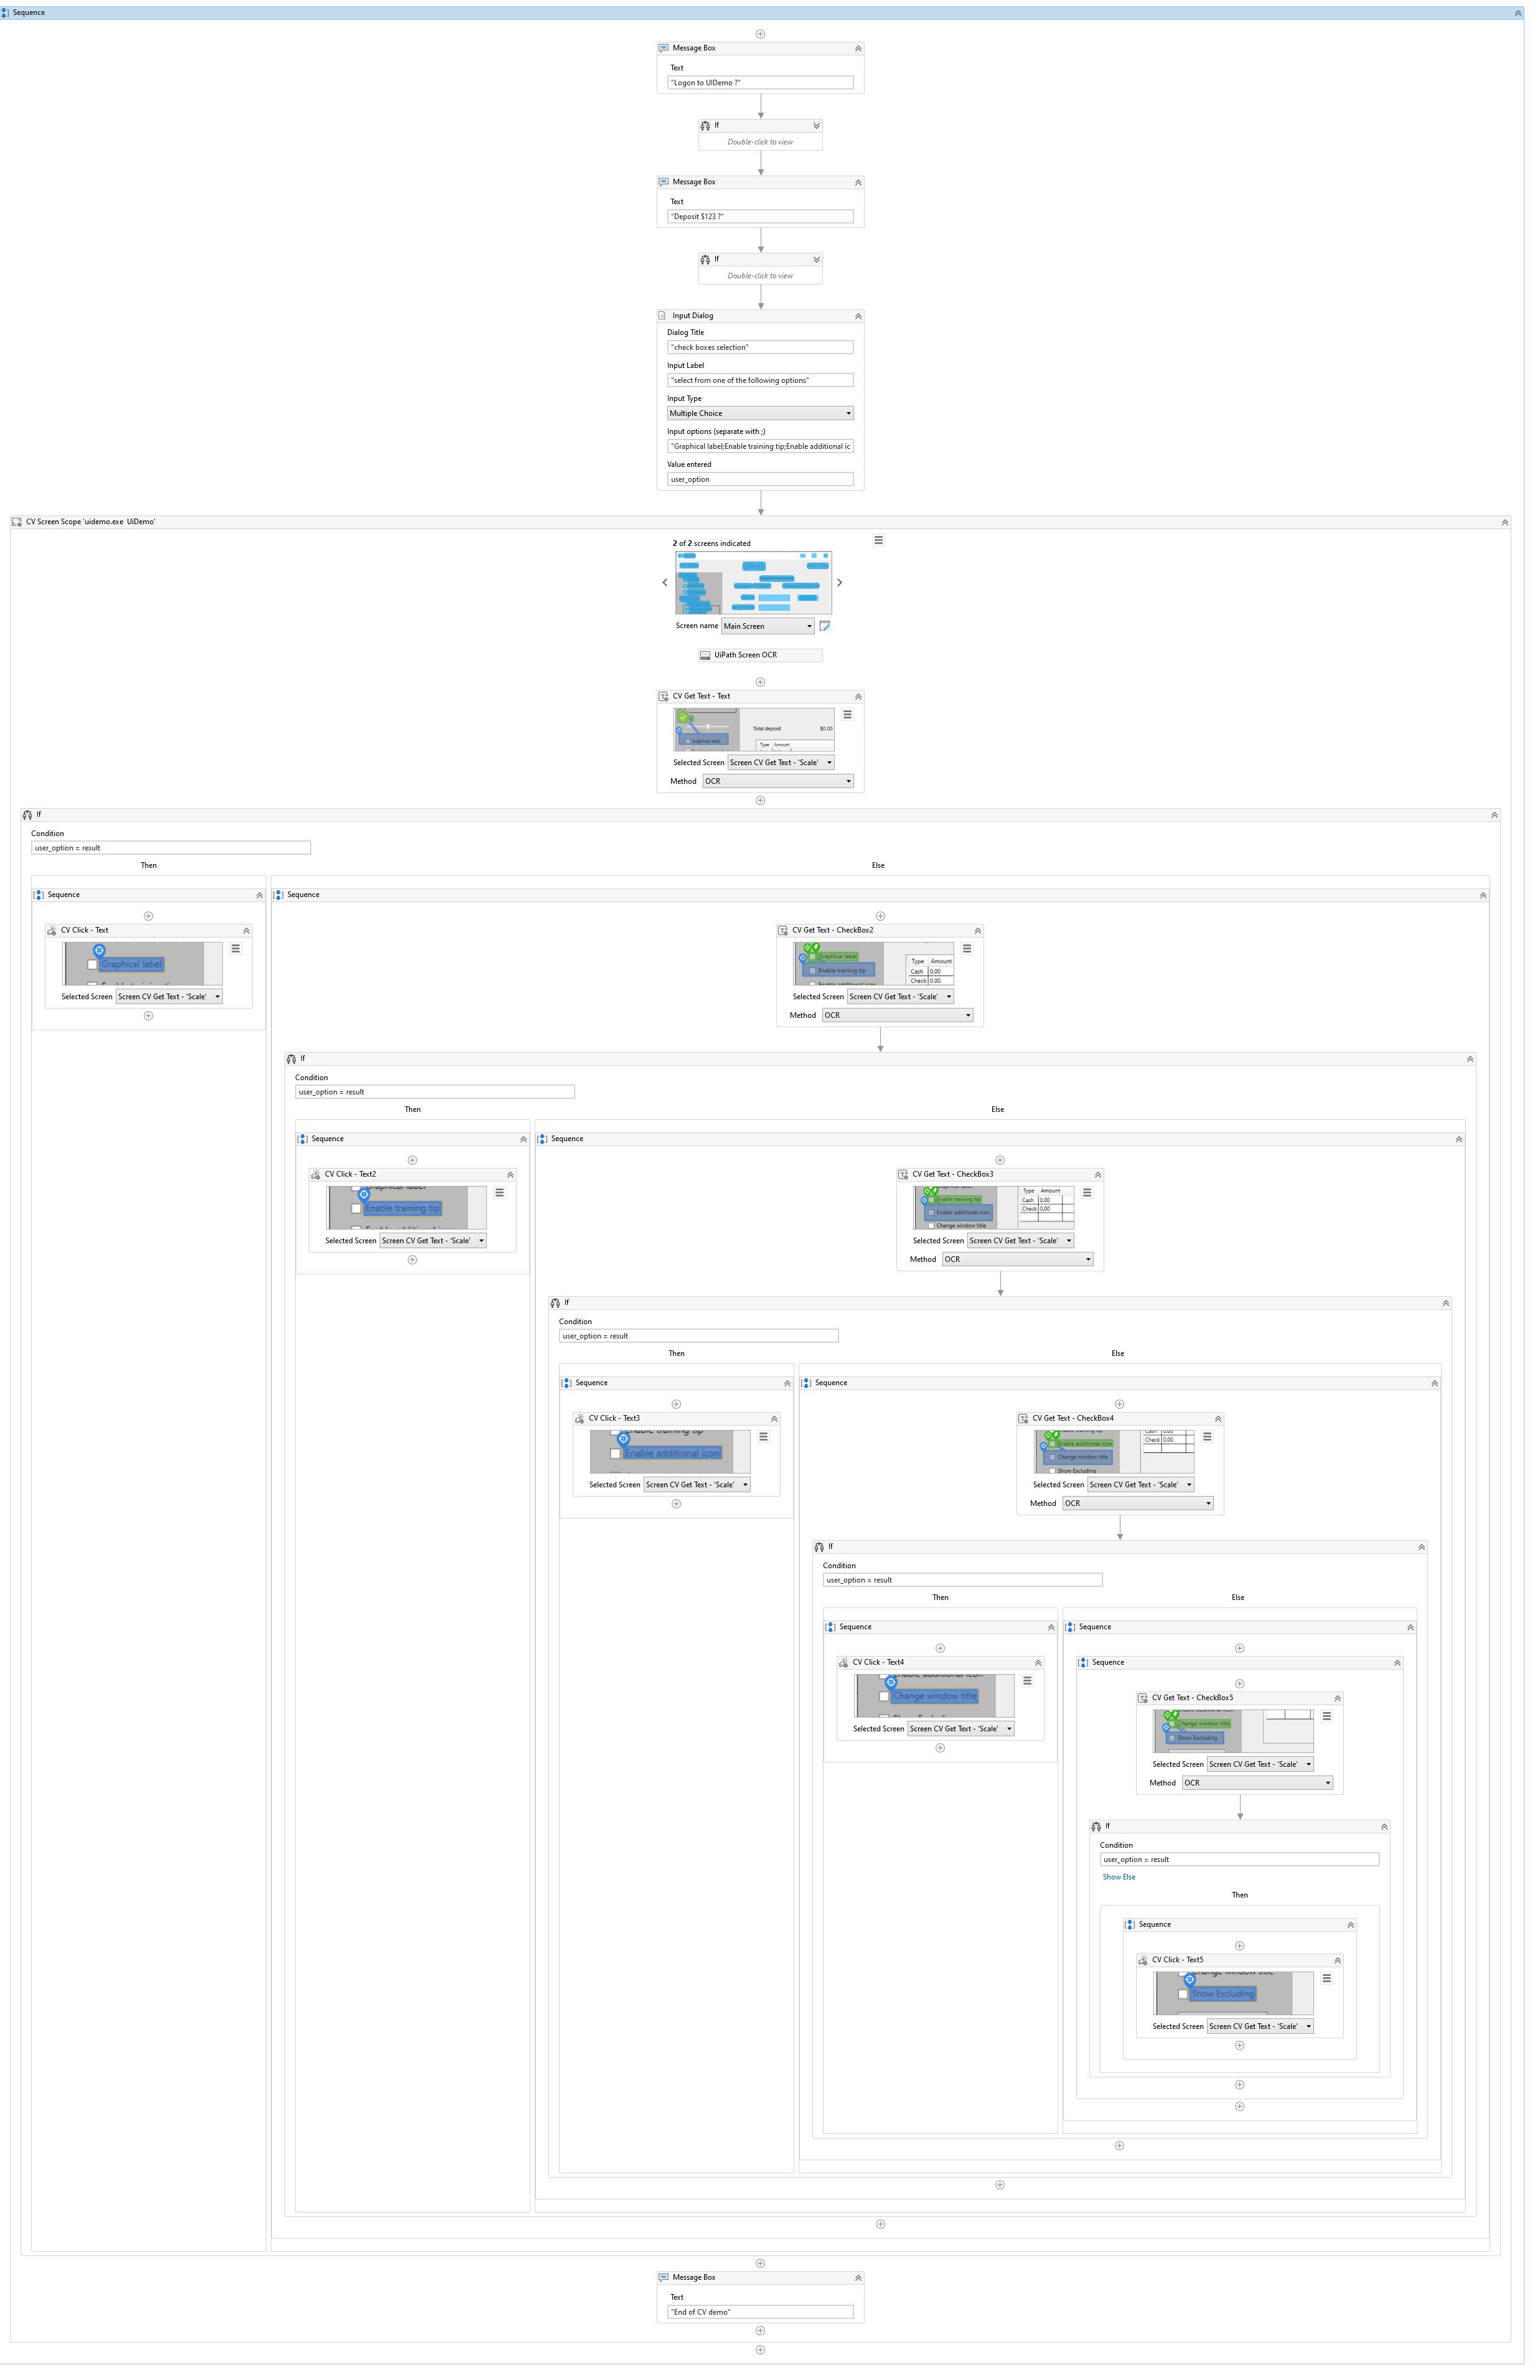 Sequence
Message Box
Text
"Logon to UIDemo ?"
If
Double-click to view
Message Box
Text
"Deposit $123 ?"
If
Double-click to view
Input Dialog
Dialog Title
"check boxes selection"
Input Label
"select from one of the following options"
Input Type
Multiple Choice
Input options (separate with ;)
"Graphical label;Enable training tip;Enable additional ic
Value entered
user_option
CV Screen Scope 'uidemo.exe UiDemo'
2 of 2 screens indicated
Screen name Main Screen
UiPath Screen OCR
CV Get Text - Text
Total deposit $0.00
Graphical label
Type Amount
Selected Screen Screen CV Get Text - 'Scale'
Method OCR
If
Condition
user_option = result
Then Else
Sequence
CV Click - Text
Graphical label
Selected Screen Screen CV Get Text - 'Scale'
Sequence
CV Get Text - CheckBox2
Graphical label
Enable training tip
Type Amount
Cash 0.00
Check 0.00
Selected Screen Screen CV Get Text - 'Scale'
Method OCR
If
Condition
user_option = result
Then Else
Sequence
CV Click - Text2
Graphical label
Enable training tip
Selected Screen Screen CV Get Text - 'Scale'
Sequence
CV Get Text - CheckBox3
Enable training tip
Enable additional icon
Change window title
Type Amount
Cash 0.00
Check 0.00
Selected Screen Screen CV Get Text - 'Scale'
Method OCR
If
Condition
user_option = result
Then Else
Sequence
CV Click - Text3
Enable training tip
Enable additional icon
Selected Screen Screen CV Get Text - 'Scale'
Sequence
CV Get Text - CheckBox4
Enable additional icon
Change window title
Show Excluding
Cash 0.00
Check 0.00
Selected Screen Screen CV Get Text - 'Scale'
Method OCR
If
Condition
user_option = result
Then Else
Sequence
CV Click - Text4
Enable additional icon
Change window title
Selected Screen Screen CV Get Text - 'Scale'
Sequence
Sequence
CV Get Text - CheckBox5
Change window title
Show Excluding
Selected Screen Screen CV Get Text - 'Scale'
Method OCR
If
Condition
user_option = result
Show Else
Then
Sequence
CV Click - Text5
Change window title
Show Excluding
Selected Screen Screen CV Get Text - 'Scale'
Message Box
Text
"End of CV demo"